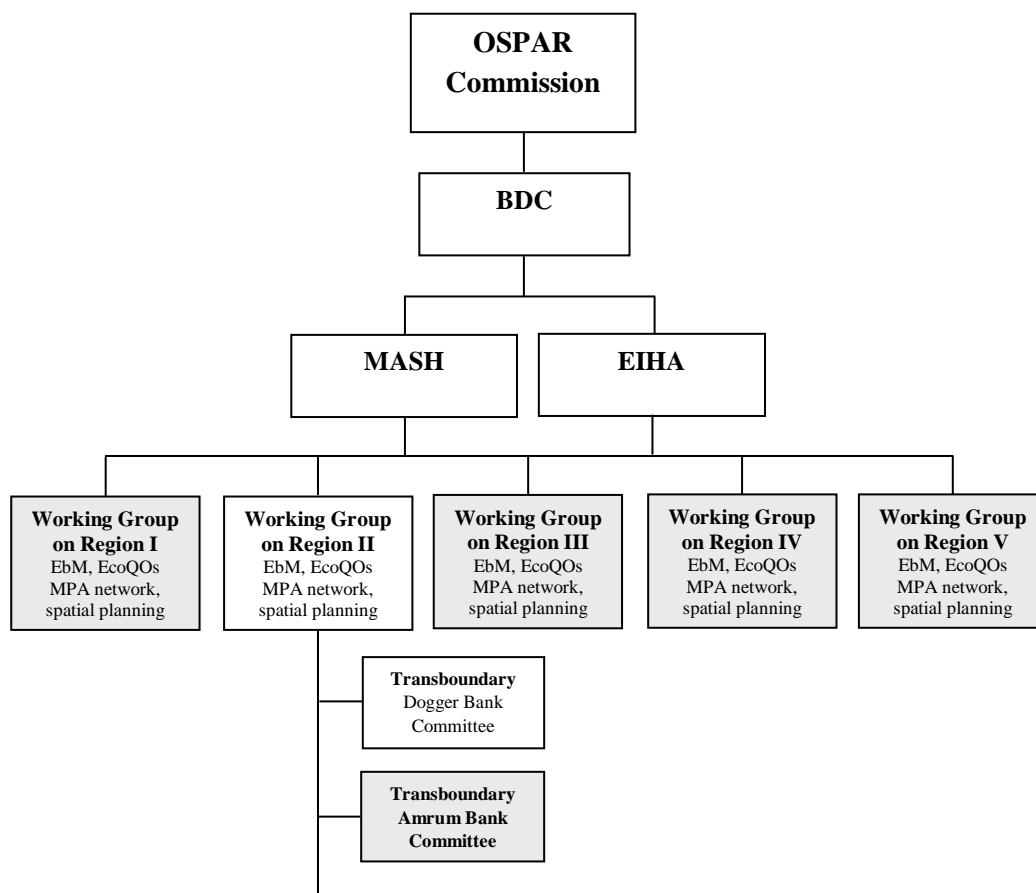 OSPAR
Commission
BDC
MASH
EIHA
Working Group
on Region I
EbM, EcoQOs
MPA network,
spatial planning
Working Group
on Region II
EbM, EcoQOs
MPA network,
spatial planning
Working Group
on Region III
EbM, EcoQOs
MPA network,
spatial planning
Working Group
on Region IV
EbM, EcoQOs
MPA network,
spatial planning
Working Group
on Region V
EbM, EcoQOs
MPA network,
spatial planning
Transboundary
Dogger Bank
Committee
Transboundary
Amrum Bank
Committee